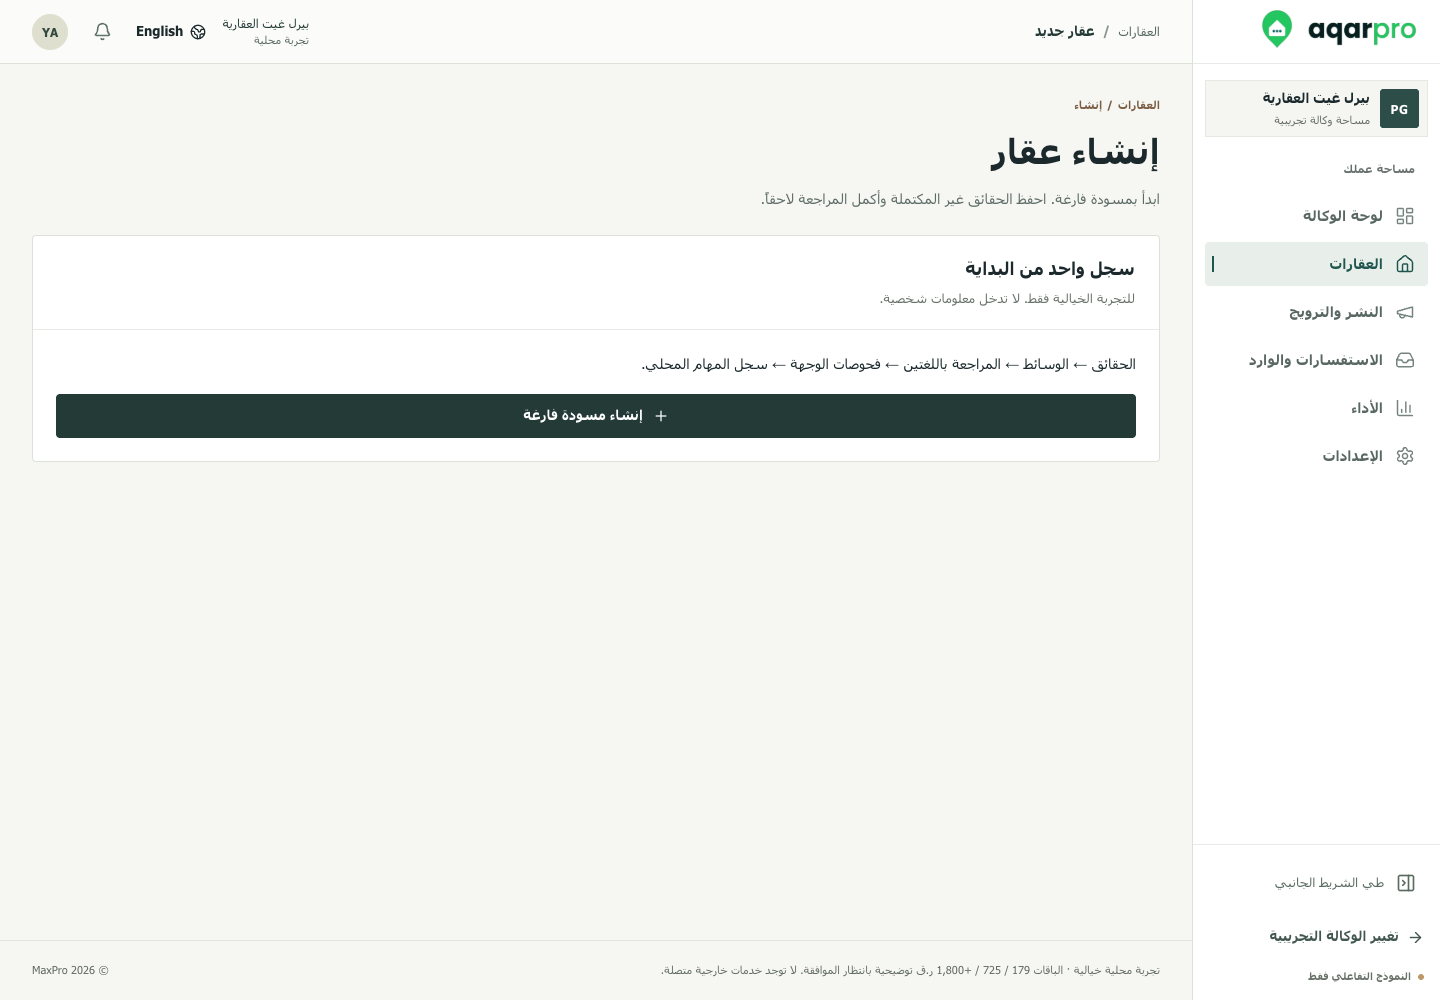 aqarpro
PG
بيرل غيت العقارية
مساحة وكالة تجريبية
مساحة عملك
لوحة الوكالة
العقارات
النشر والترويج
الاستفسارات والوارد
الأداء
الإعدادات
طي الشريط الجانبي
تغيير الوكالة التجريبية
النموذج التفاعلي فقط
العقارات / عقار جديد
بيرل غيت العقارية
تجربة محلية
English
YA
العقارات / إنشاء
إنشاء عقار
ابدأ بمسودة فارغة. احفظ الحقائق غير المكتملة وأكمل المراجعة لاحقاً.
سجل واحد من البداية
للتجربة الخيالية فقط. لا تدخل معلومات شخصية.
الحقائق ← الوسائط ← المراجعة باللغتين ← فحوصات الوجهة ← سجل المهام المحلي.
إنشاء مسودة فارغة
تجربة محلية خيالية · الباقات 179 / 725 / +1,800 ر.ق توضيحية بانتظار الموافقة. لا توجد خدمات خارجية متصلة.
© 2026 MaxPro